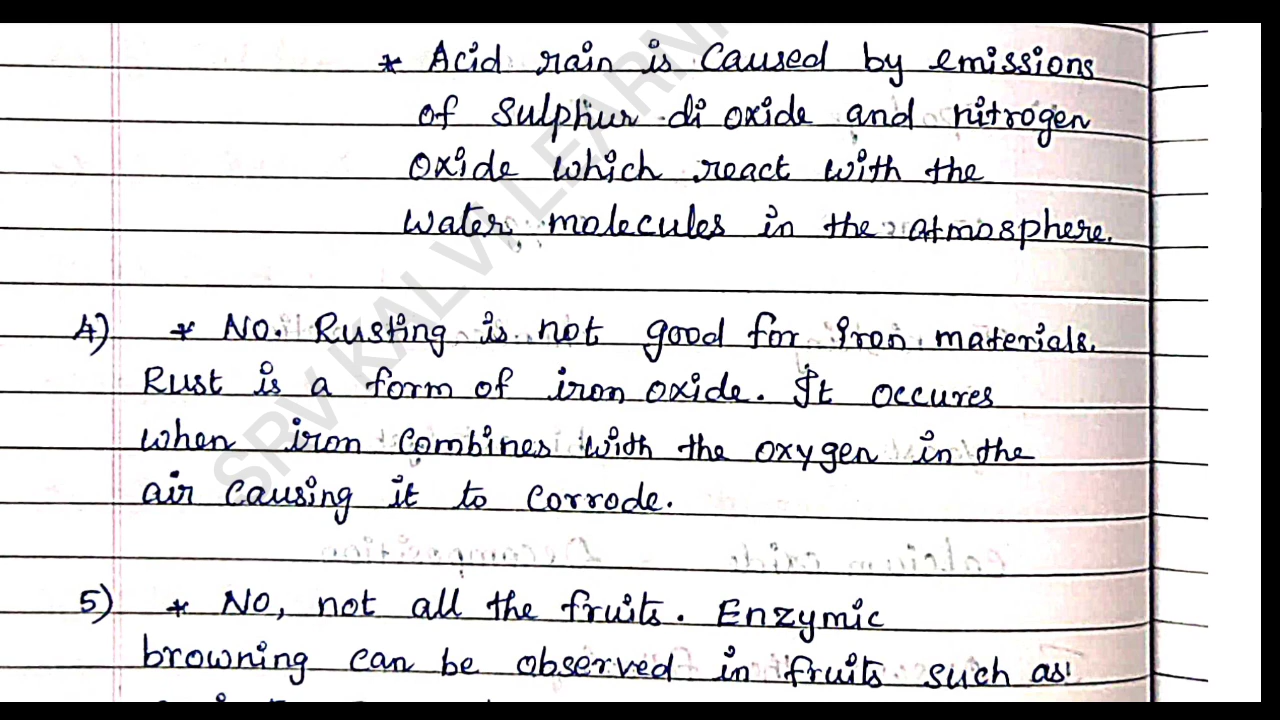 * Acid rain is caused by emissions
of sulphur di oxide and nitrogen
oxide which react with the
water molecules in the atmosphere.
4) * No. Rusting is not good for iron materials.
Rust is a form of iron oxide. It occures
when iron combines with the oxygen in the
air causing it to corrode.
5) * No, not all the fruits. Enzymic
browning can be observed in fruits such as
SRV KALVI LEARN